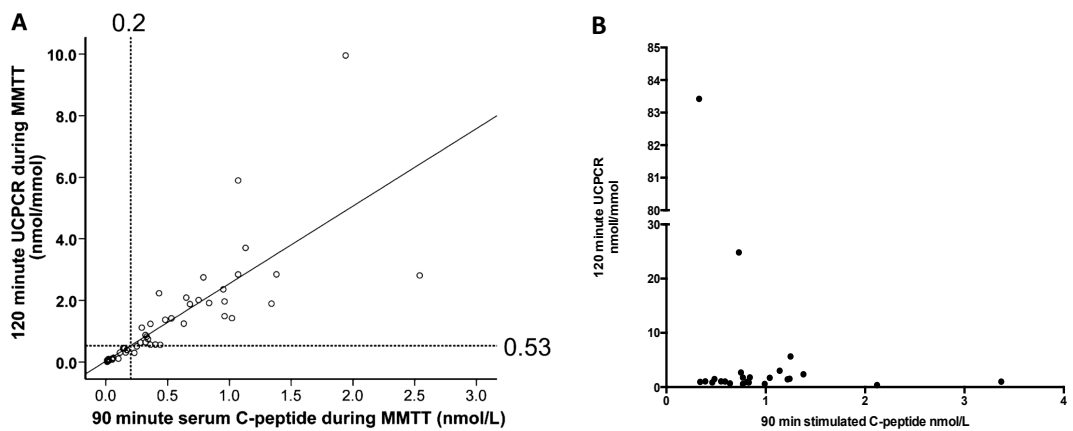 A
0.2
120 minute UCPCR during MMTT
(nmol/mmol)
10.0
8.0
6.0
4.0
2.0
0.0
0.53
0.0 0.5 1.0 1.5 2.0 2.5 3.0
90 minute serum C-peptide during MMTT (nmol/L)
B
120 minute UCPCR
nmoll/mmol
85
84
83
82
81
80
30
20
10
0
0 1 2 3 4
90 min stimulated C-peptide nmol/L